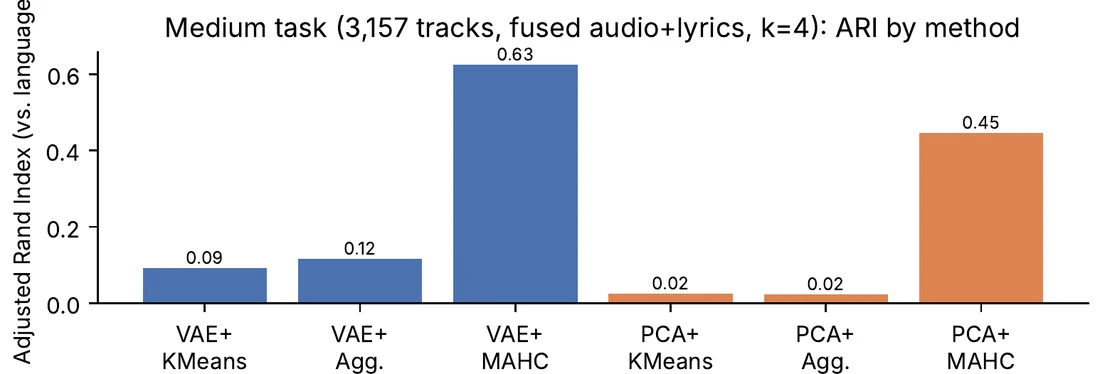 Medium task (3,157 tracks, fused audio+lyrics, k=4): ARI by method
Adjusted Rand Index (vs. language
0.6
0.4
0.2
0.0
0.09
0.12
0.63
0.02
0.02
0.45
VAE+
KMeans
VAE+
Agg.
VAE+
MAHC
PCA+
KMeans
PCA+
Agg.
PCA+
MAHC